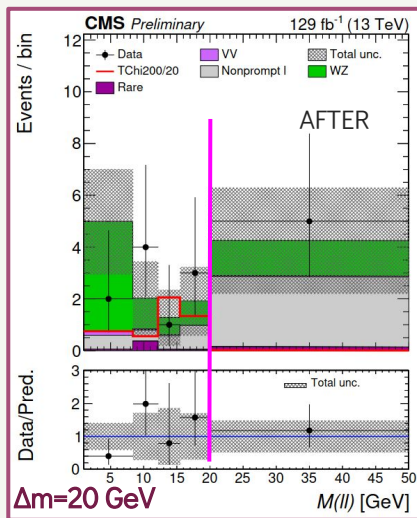 CMS Preliminary 129 fb⁻¹ (13 TeV)
Events / bin
Data
VV
Total unc.
TChi200/20
Nonprompt l
WZ
Rare
AFTER
12
10
8
6
4
2
0
Data/Pred.
Total unc.
3
2
1
0
5 10 15 20 25 30 35 40 45 50
Δm=20 GeV
M(ll) [GeV]